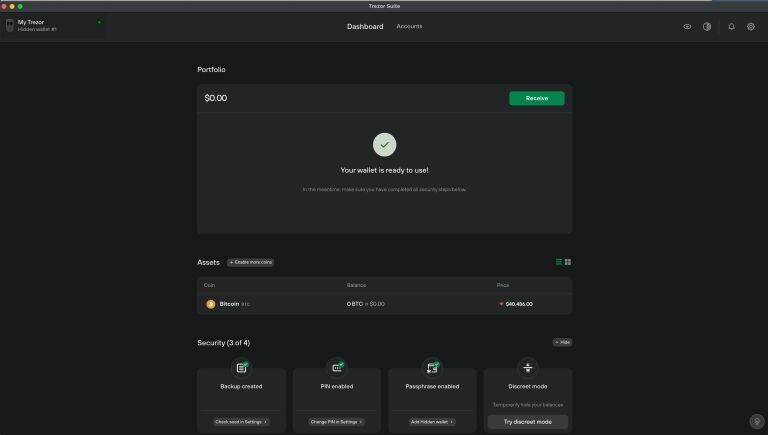 Trezor Suite
My Trezor
Hidden wallet #1
Dashboard
Accounts
Portfolio
$0.00
Receive
Your wallet is ready to use!
In the meantime, make sure you have completed all security steps below.
Assets
+ Enable more coins
Coin Balance Price
Bitcoin BTC 0 BTC ≈ $0.00 $40,486.00
Security (3 of 4)
Hide
Backup created
PIN enabled
Passphrase enabled
Discreet mode
Temporarily hide your balances
Check seed in Settings
Change PIN in Settings
Add Hidden wallet
Try discreet mode